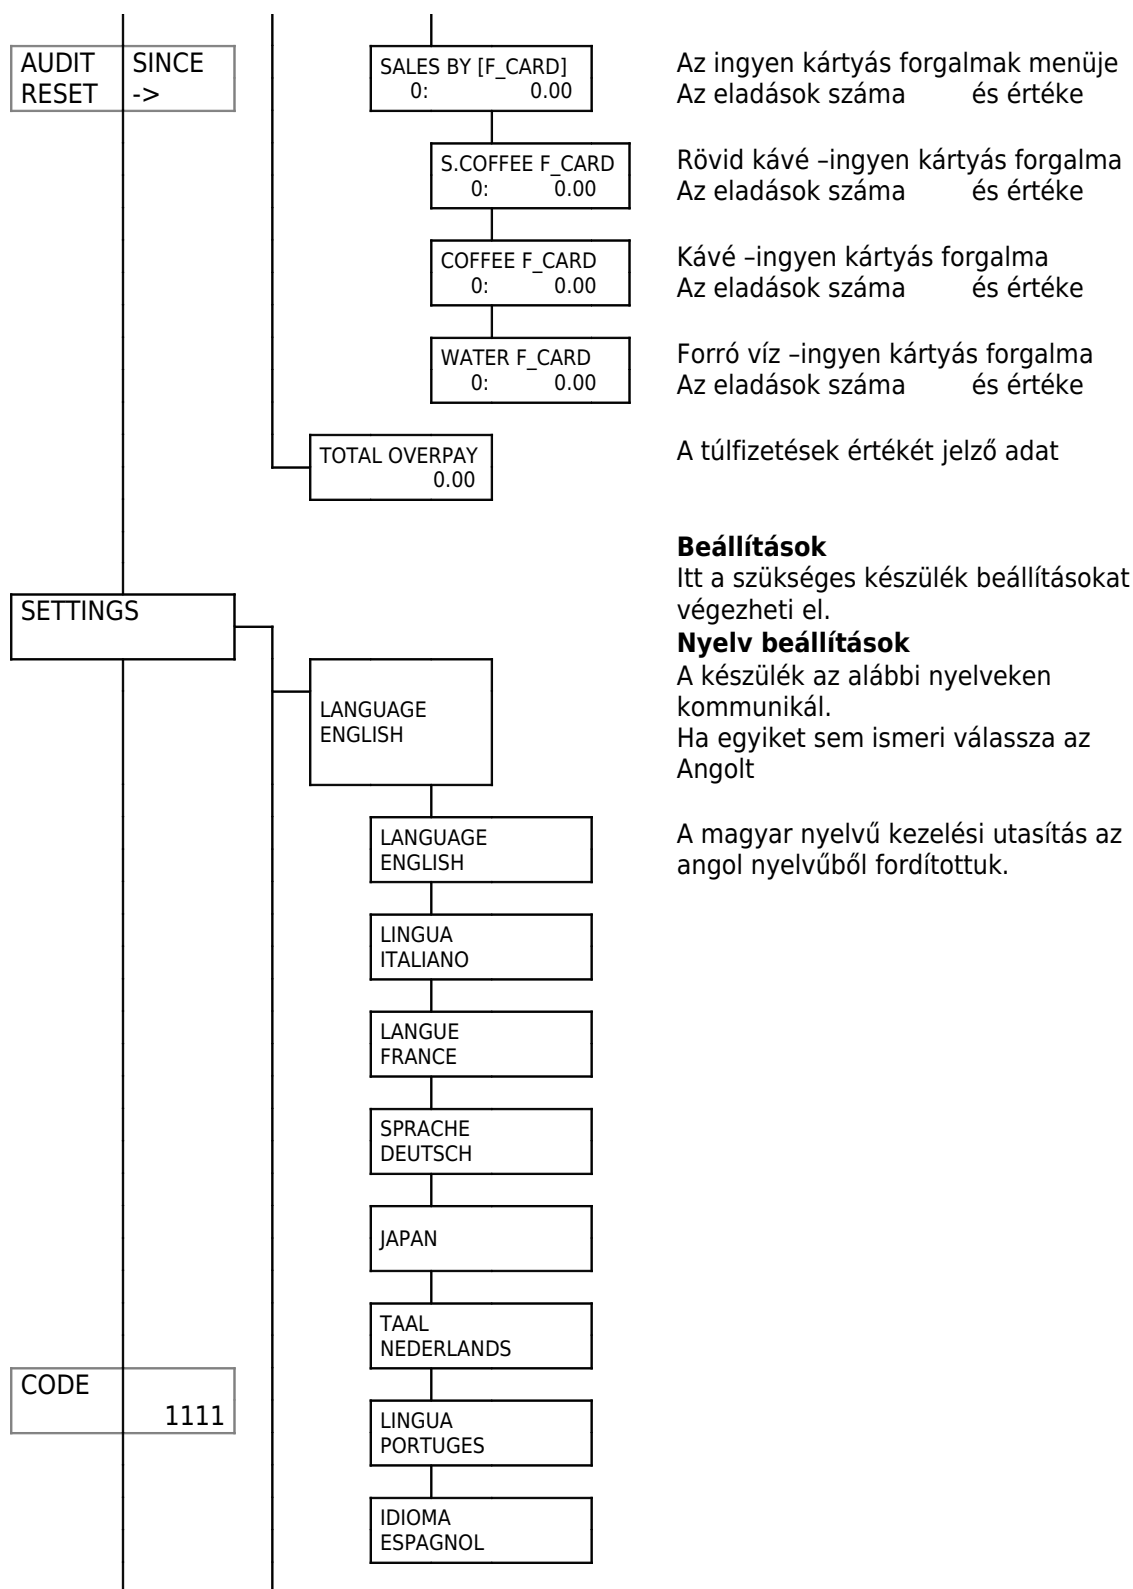 AUDIT SINCE
RESET ->
SALES BY [F_CARD]
0: 0.00
Az ingyen kártyás forgalmak menüje
Az eladások száma és értéke
S.COFFEE F_CARD
0: 0.00
Rövid kávé –ingyen kártyás forgalma
Az eladások száma és értéke
COFFEE F_CARD
0: 0.00
Kávé –ingyen kártyás forgalma
Az eladások száma és értéke
WATER F_CARD
0: 0.00
Forró víz –ingyen kártyás forgalma
Az eladások száma és értéke
TOTAL OVERPAY
0.00
A túlfizetések értékét jelző adat
Beállítások
Itt a szükséges készülék beállításokat
végezheti el.
SETTINGS
Nyelv beállítások
A készülék az alábbi nyelveken
kommunikál.
Ha egyiket sem ismeri válassza az
Angolt
LANGUAGE
ENGLISH
LANGUAGE
ENGLISH
A magyar nyelvű kezelési utasítás az
angol nyelvűből fordítottuk.
LINGUA
ITALIANO
LANGUE
FRANCE
SPRACHE
DEUTSCH
JAPAN
TAAL
NEDERLANDS
CODE
1111
LINGUA
PORTUGES
IDIOMA
ESPAGNOL